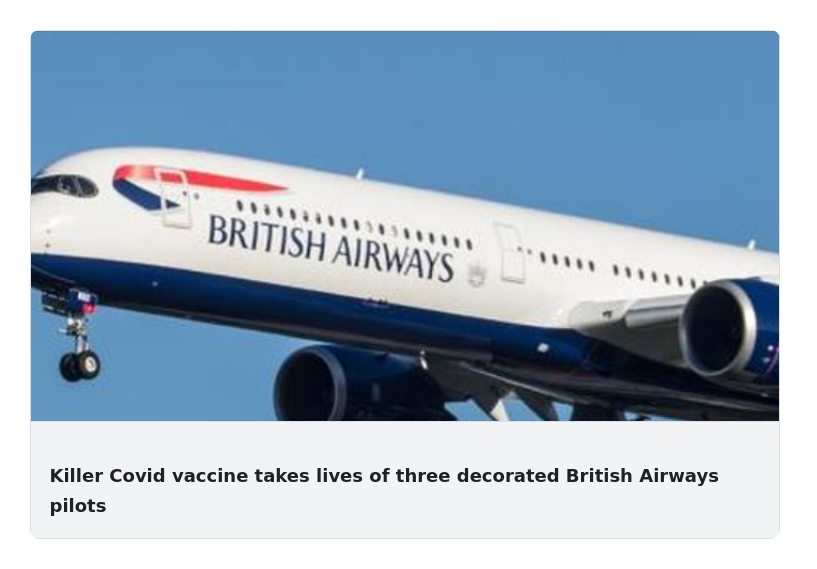 BRITISH AIRWAYS
Killer Covid vaccine takes lives of three decorated British Airways
pilots